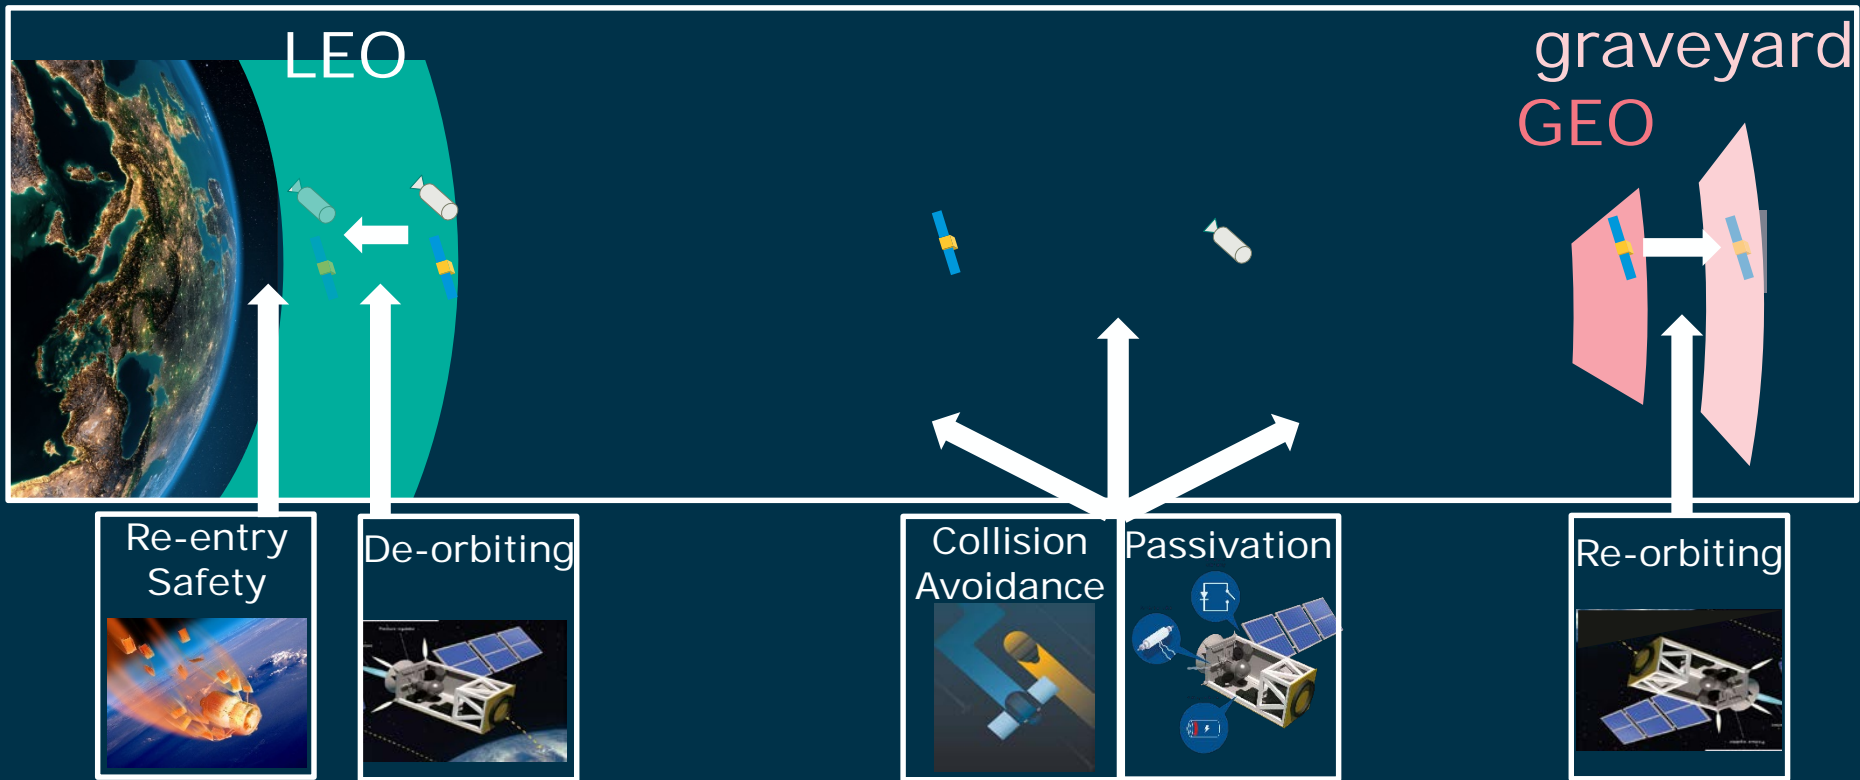 LEO
graveyard
GEO
Re-entry
Safety
De-orbiting
Collision
Avoidance
Passivation
Re-orbiting